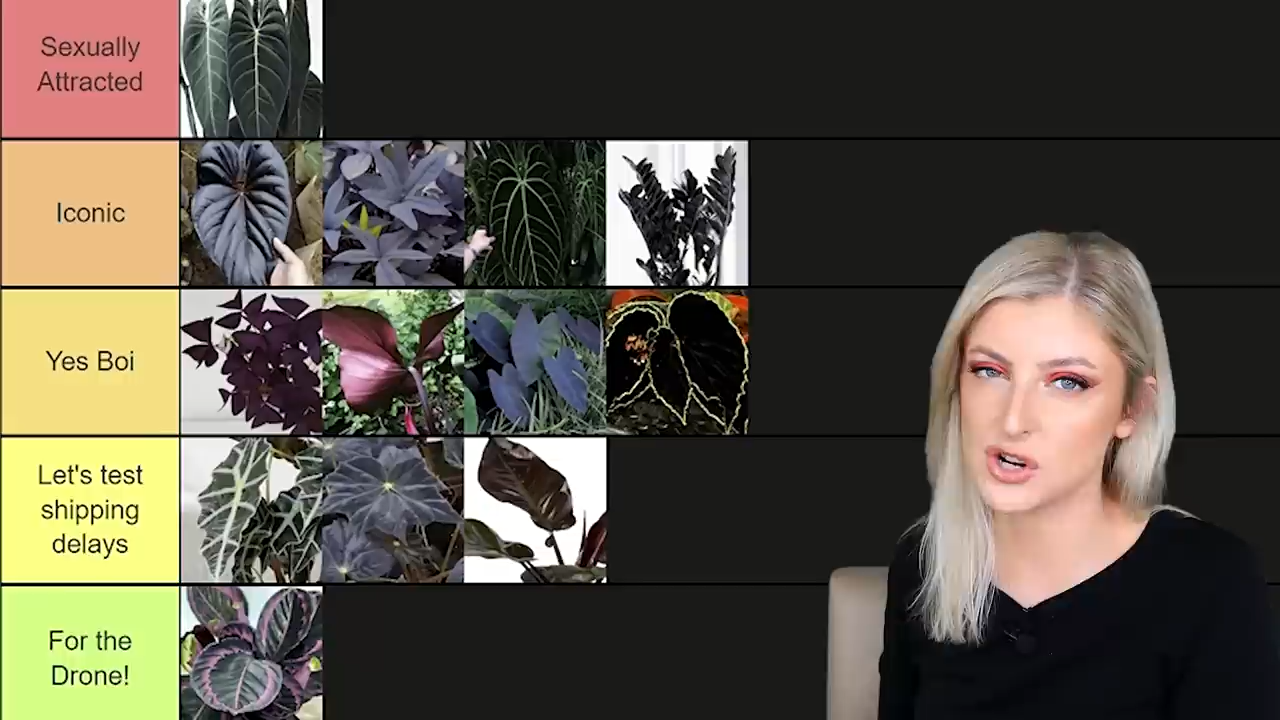 Sexually
Attracted
Iconic
Yes Boi
Let's test
shipping
delays
For the
Drone!